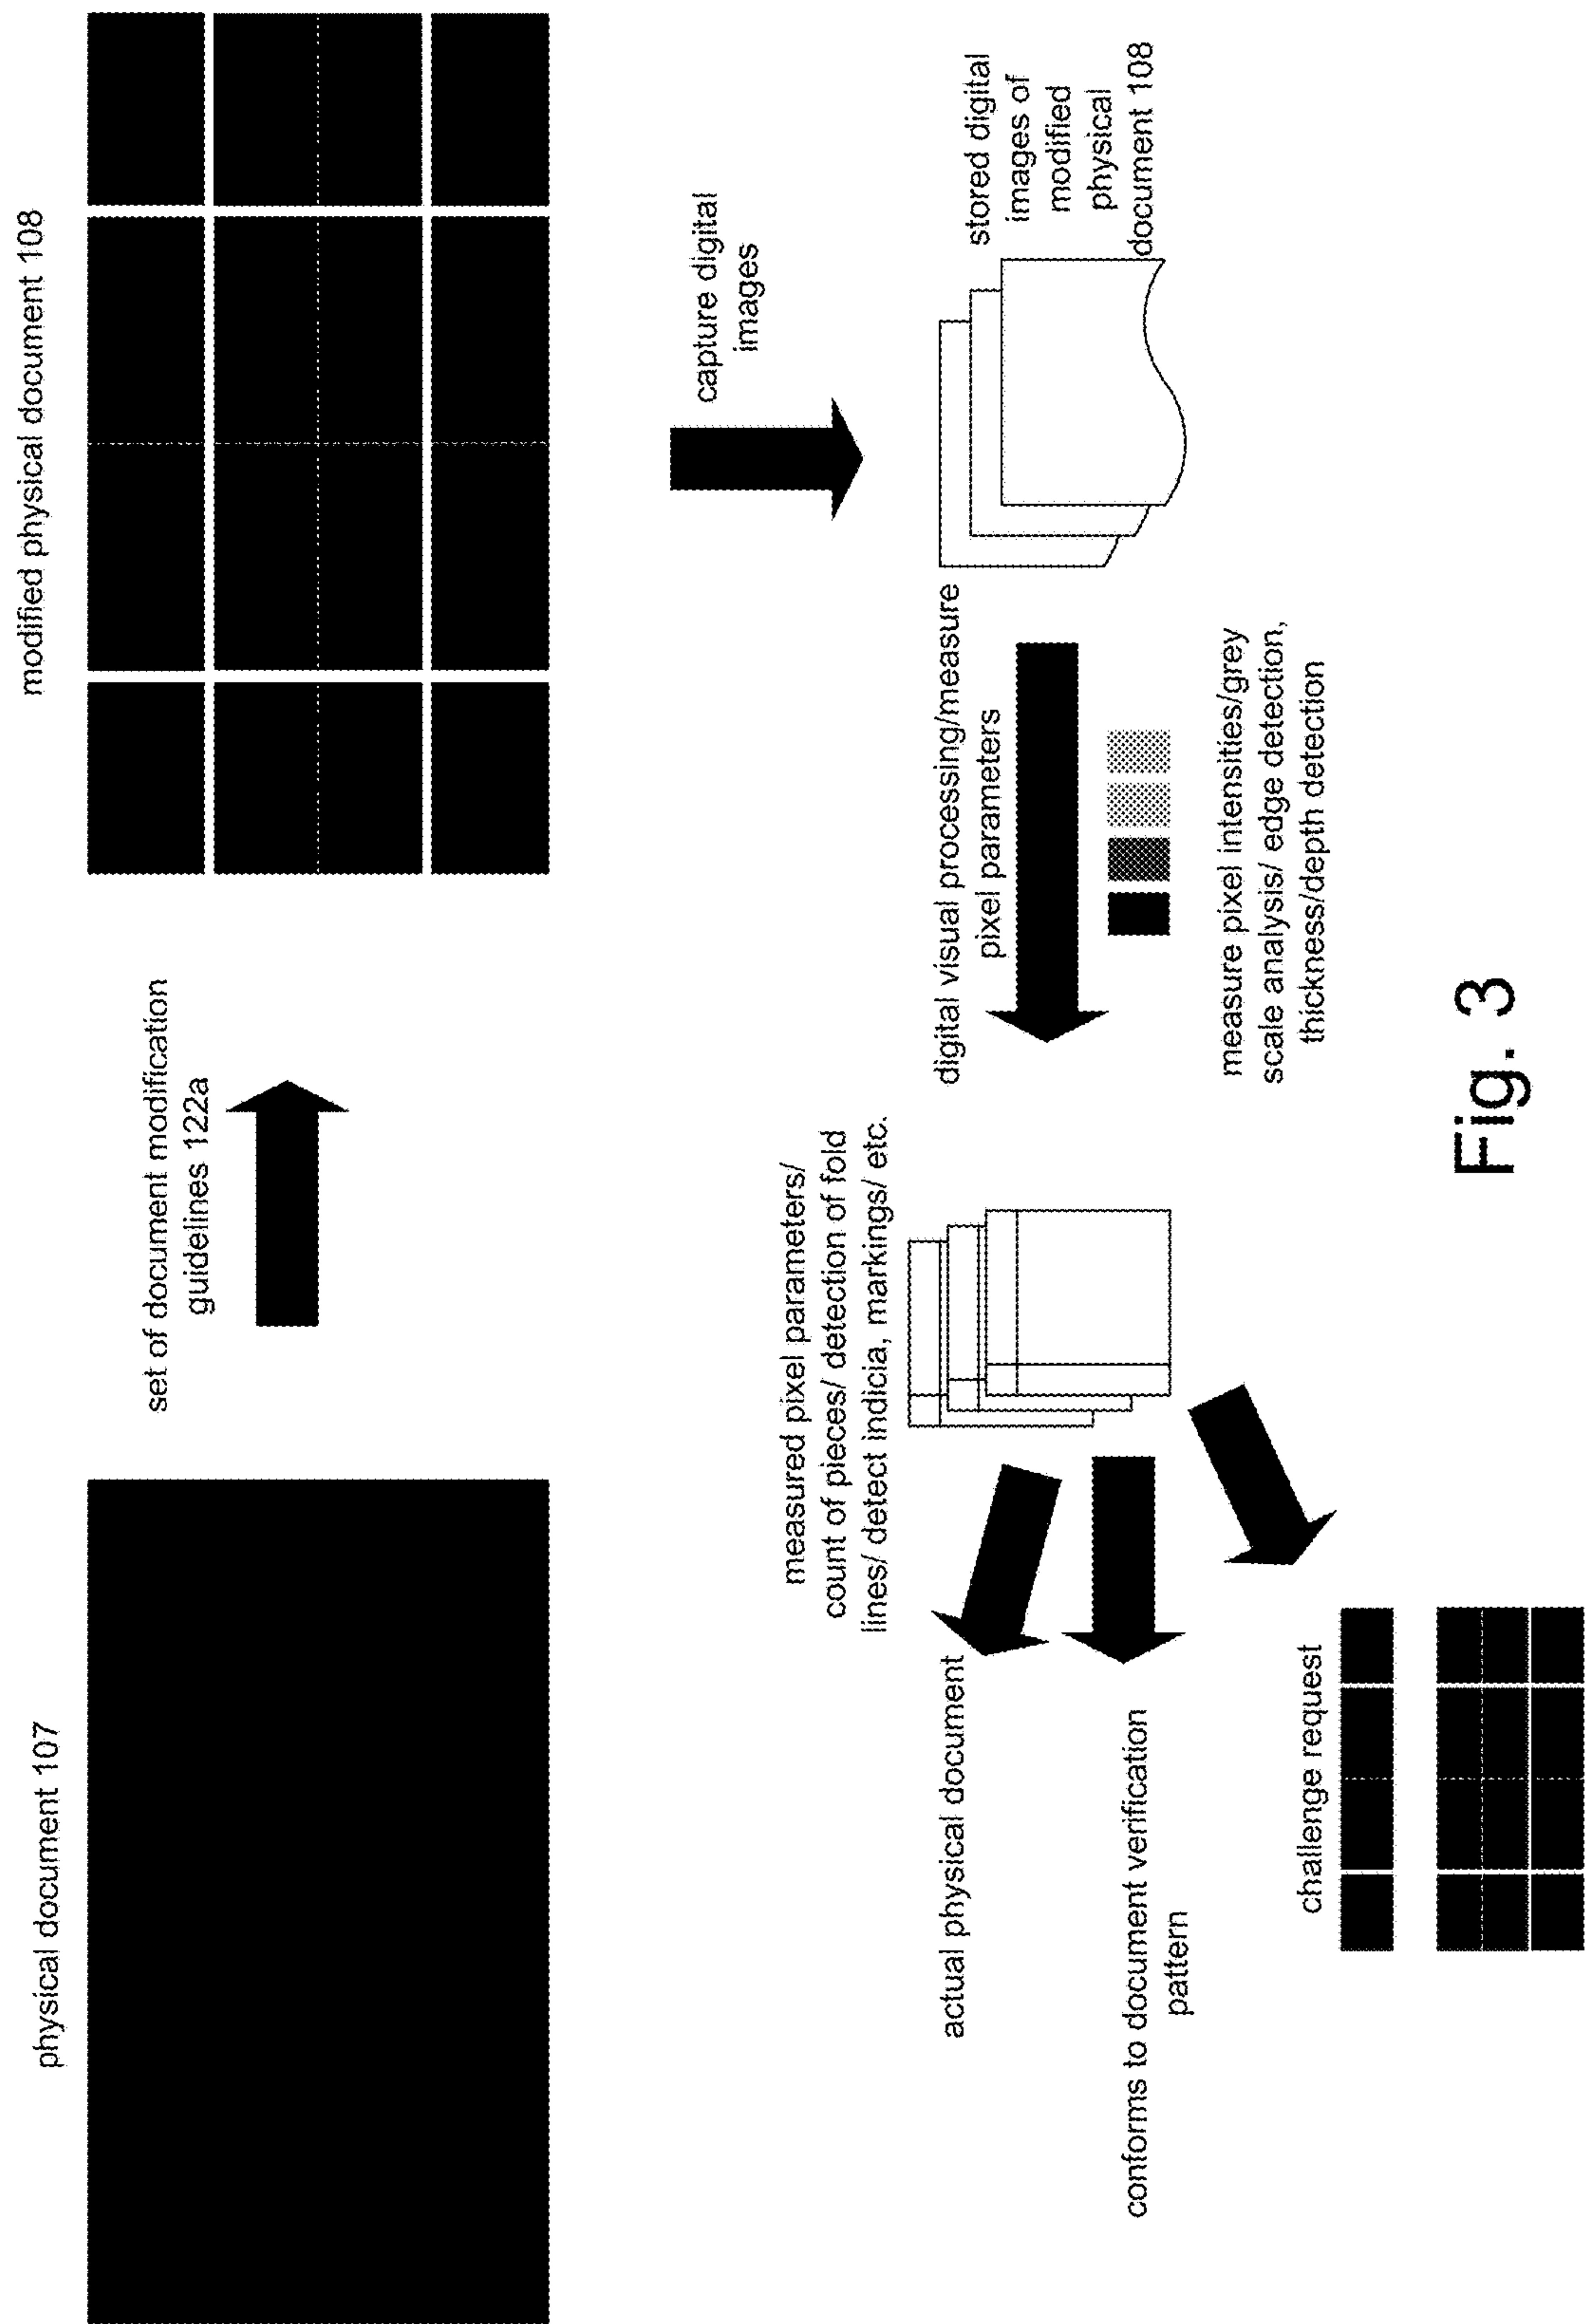 physical document 107
set of document modification
guidelines 122a
modified physical document 108
capture digital
images
stored digital
images of
modified
physical
document 108
digital visual processing/measure
pixel parameters
measure pixel intensities/grey
scale analysis/ edge detection,
thickness/depth detection
measured pixel parameters/
count of pieces/ detection of fold
lines/ detect indicia, markings/ etc.
actual physical document
conforms to document verification
pattern
challenge request
Fig. 3